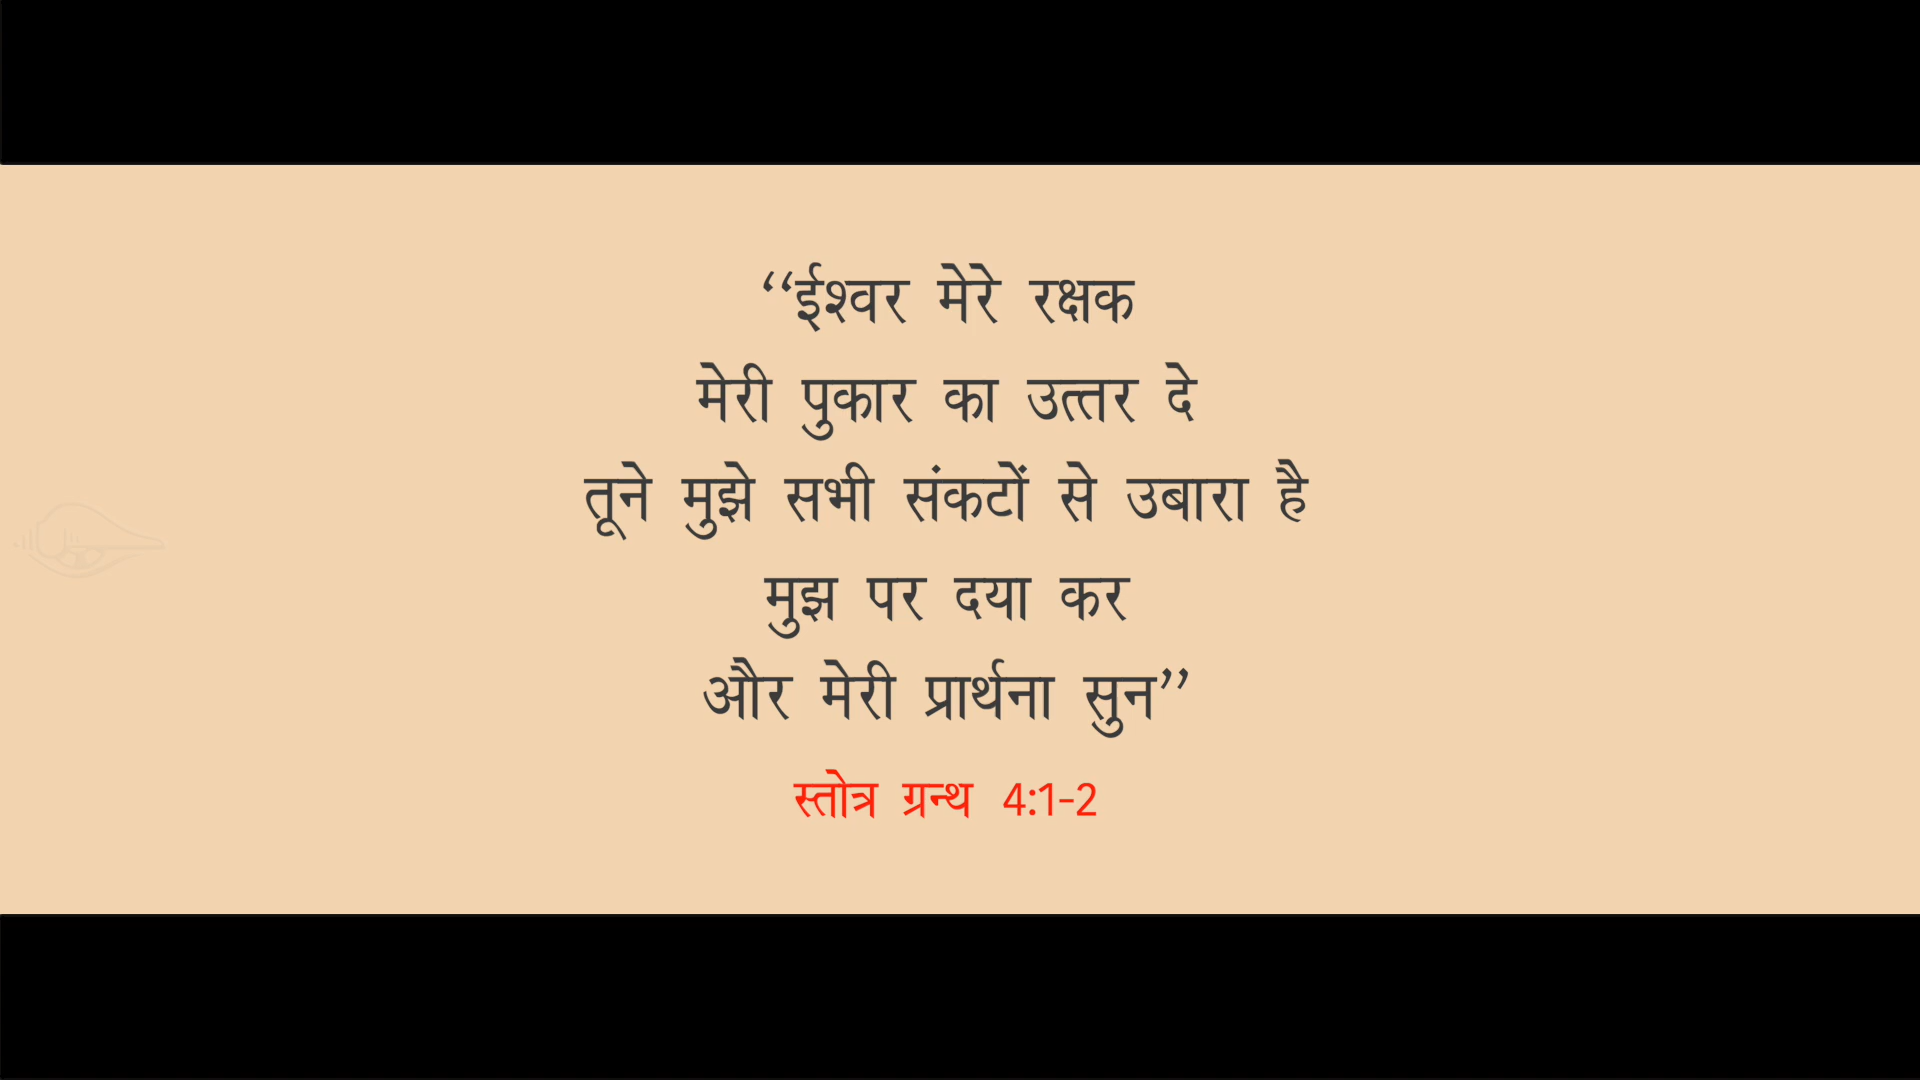 ‘‘ईश्वर मेरे रक्षक
मेरी पुकार का उत्तर दे
तूने मुझे सभी संकटों से उबारा है
मुझ पर दया कर
और मेरी प्रार्थना सुन’’
स्तोत्र ग्रन्थ 4:1-2